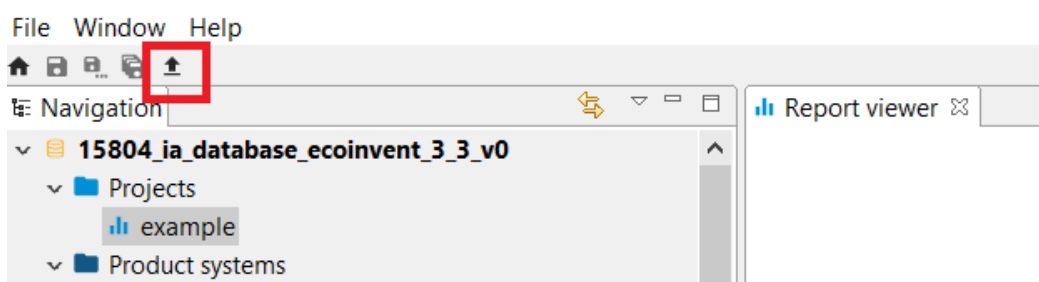 File Window Help
Navigation
Report viewer
15804_ia_database_ecoinvent_3_3_v0
Projects
example
Product systems